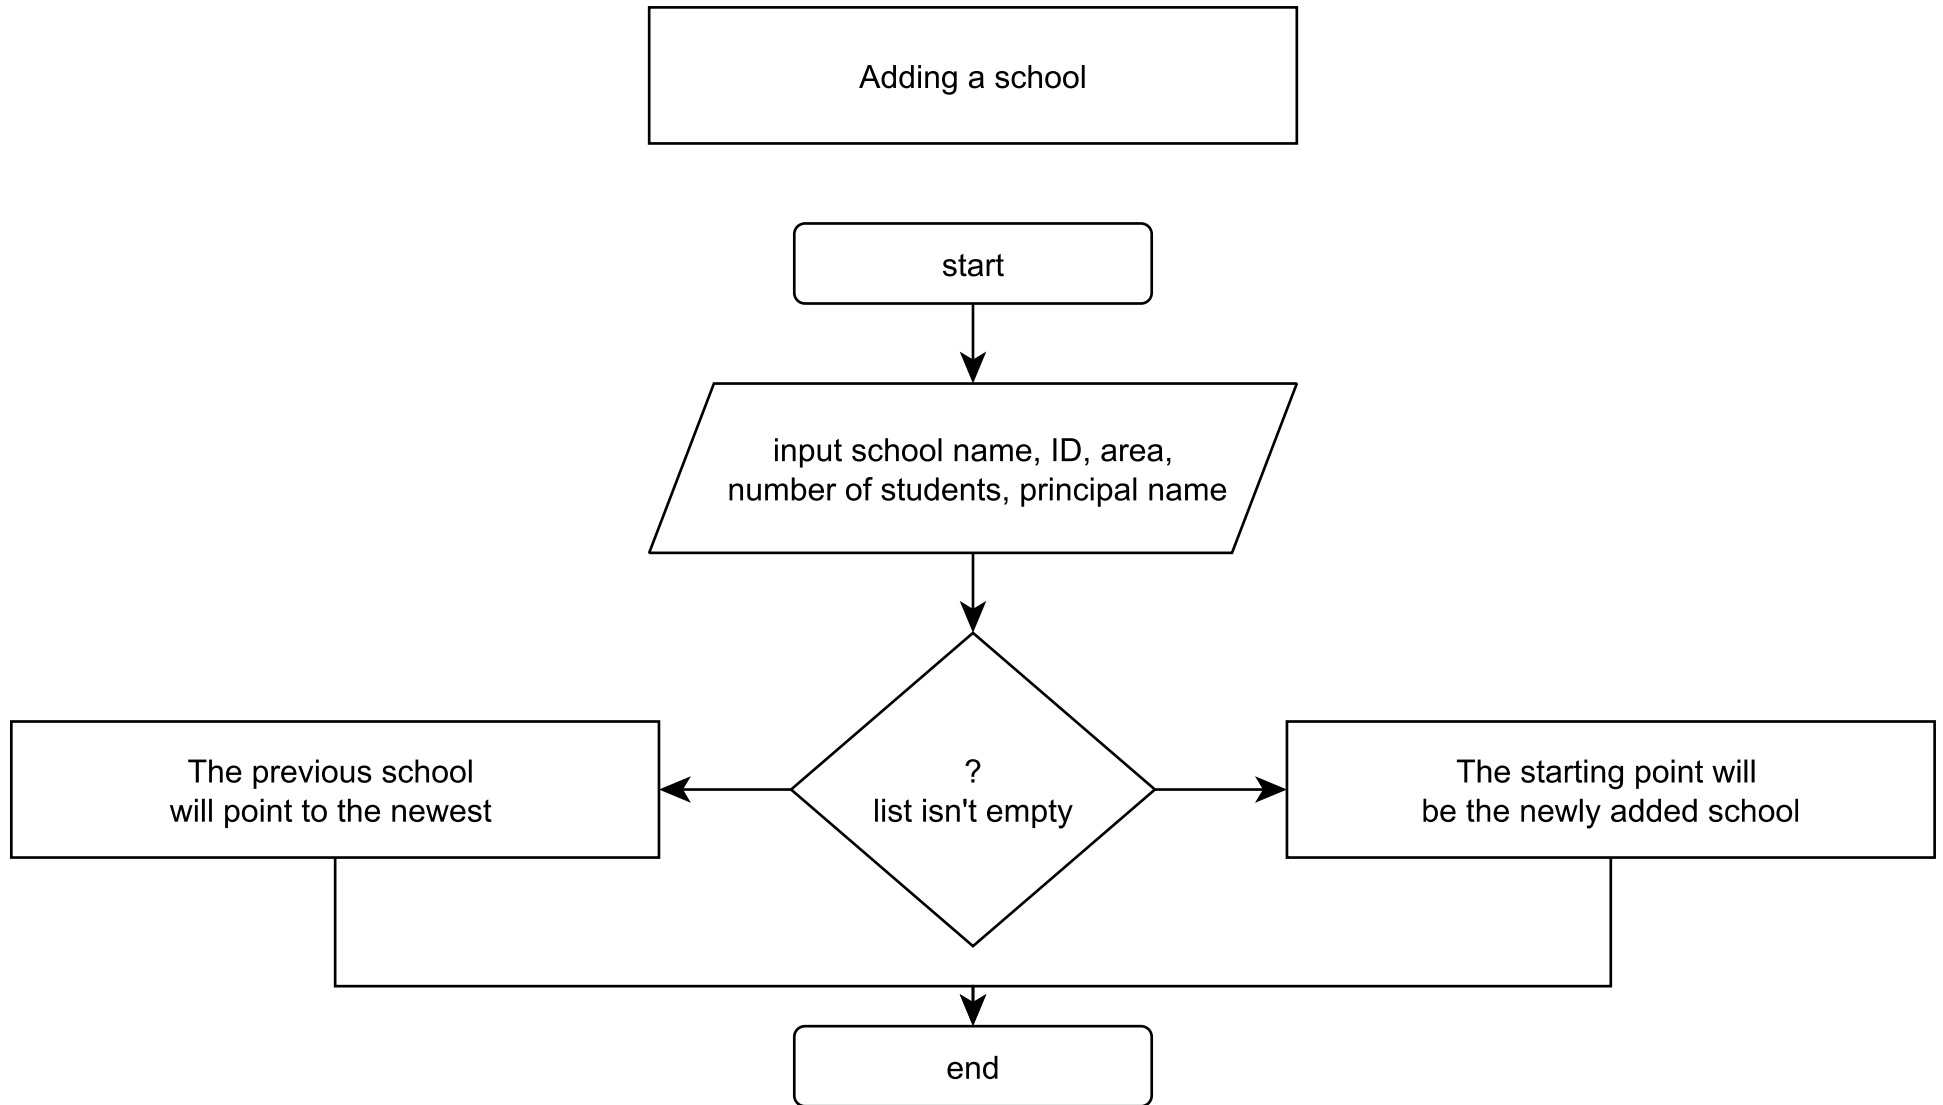 Adding a school
start
input school name, ID, area,
number of students, principal name
?
list isn't empty
The previous school
will point to the newest
The starting point will
be the newly added school
end